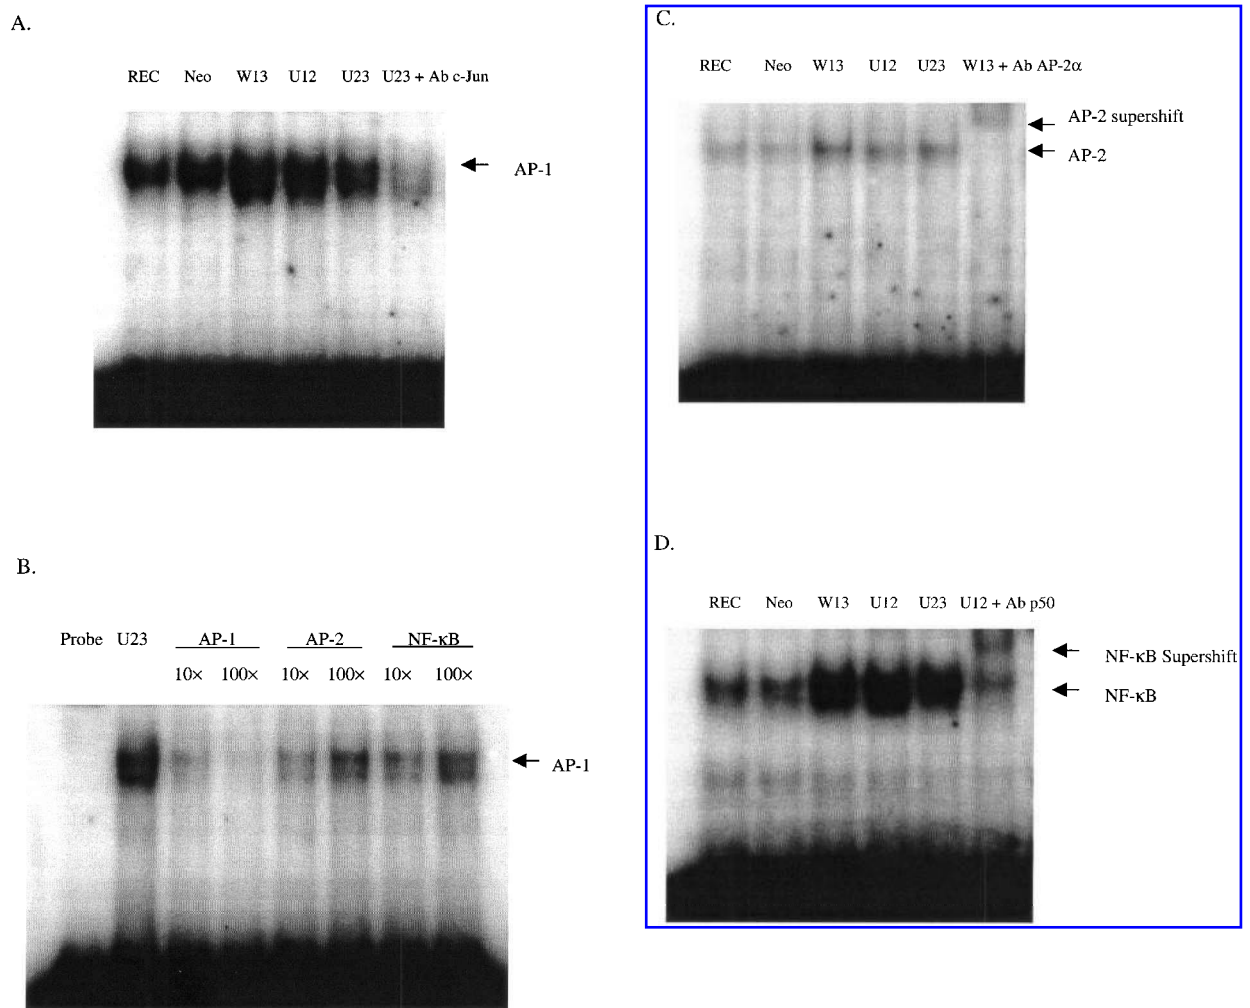 A.
REC Neo W13 U12 U23 U23 + Ab c-Jun
AP-1
B.
Probe U23 AP-1 AP-2 NF-κB
10× 100× 10× 100× 10× 100×
AP-1
C.
REC Neo W13 U12 U23 W13 + Ab AP-2α
AP-2 supershift
AP-2
D.
REC Neo W13 U12 U23 U12 + Ab p50
NF-κB Supershift
NF-κB